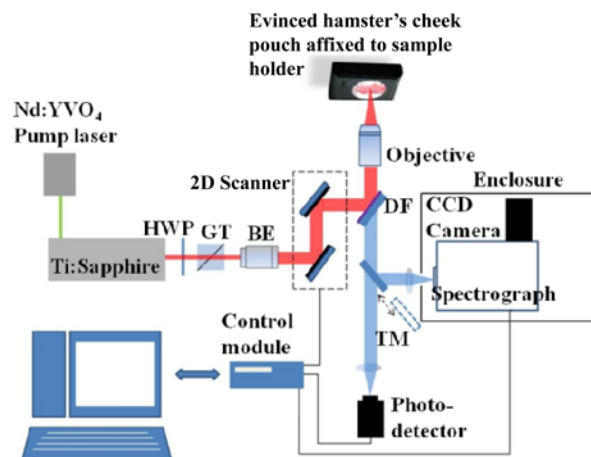 Evinced hamster's cheek
pouch affixed to sample
holder
Nd:YVO₄
Pump laser
Objective
2D Scanner
Enclosure
DF
CCD
Camera
HWP
GT
BE
Ti:Sapphire
Spectrograph
TM
Control
module
Photo-
detector